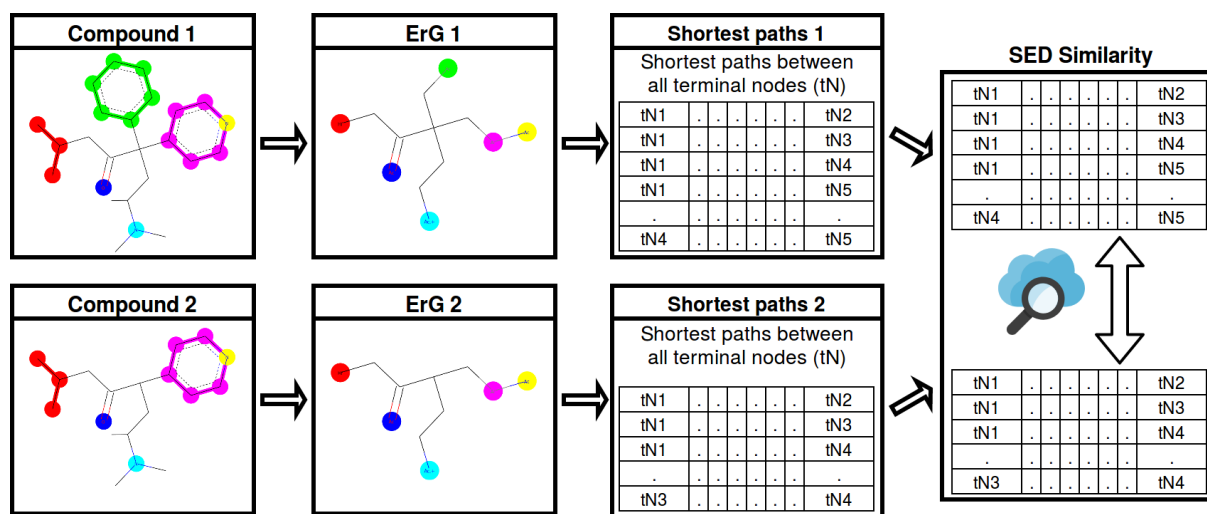 Compound 1
ErG 1
Shortest paths 1
Shortest paths between
all terminal nodes (tN)
tN1 . . . . . . tN2
tN1 . . . . . . tN3
tN1 . . . . . . tN4
tN1 . . . . . . tN5
. . . . . . . .
tN4 . . . . . . tN5
SED Similarity
tN1 . . . . . . tN2
tN1 . . . . . . tN3
tN1 . . . . . . tN4
tN1 . . . . . . tN5
. . . . . . . .
tN4 . . . . . . tN5
Compound 2
ErG 2
Shortest paths 2
Shortest paths between
all terminal nodes (tN)
tN1 . . . . . . tN2
tN1 . . . . . . tN3
tN1 . . . . . . tN4
. . . . . . . .
tN3 . . . . . . tN4
tN1 . . . . . . tN2
tN1 . . . . . . tN3
tN1 . . . . . . tN4
. . . . . . . .
tN3 . . . . . . tN4